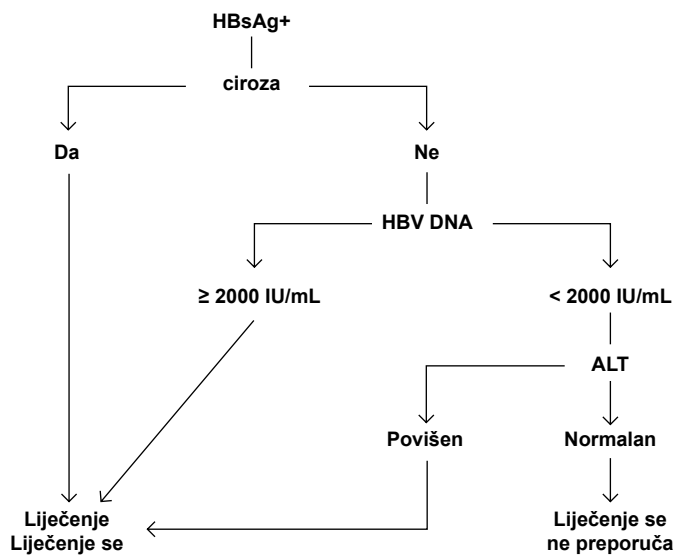 HBsAg+
ciroza
Da
Ne
HBV DNA
≥ 2000 IU/mL
< 2000 IU/mL
ALT
Povišen
Normalan
Liječenje
Liječenje se
Liječenje se
ne preporuča